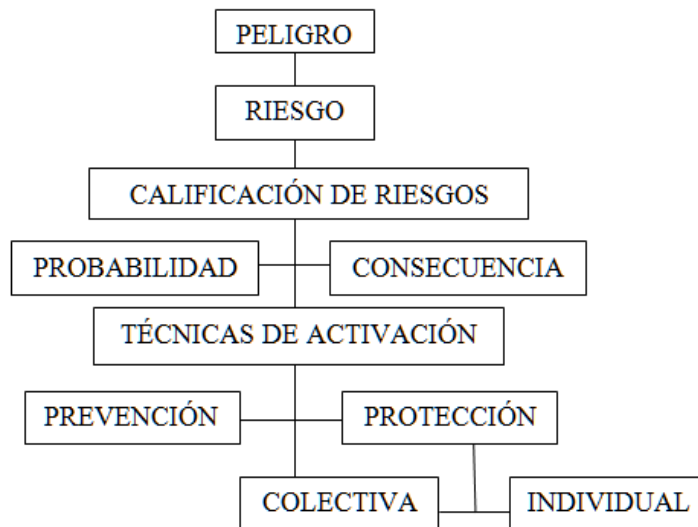 PELIGRO
RIESGO
CALIFICACIÓN DE RIESGOS
PROBABILIDAD
CONSECUENCIA
TÉCNICAS DE ACTIVACIÓN
PREVENCIÓN
PROTECCIÓN
COLECTIVA
INDIVIDUAL